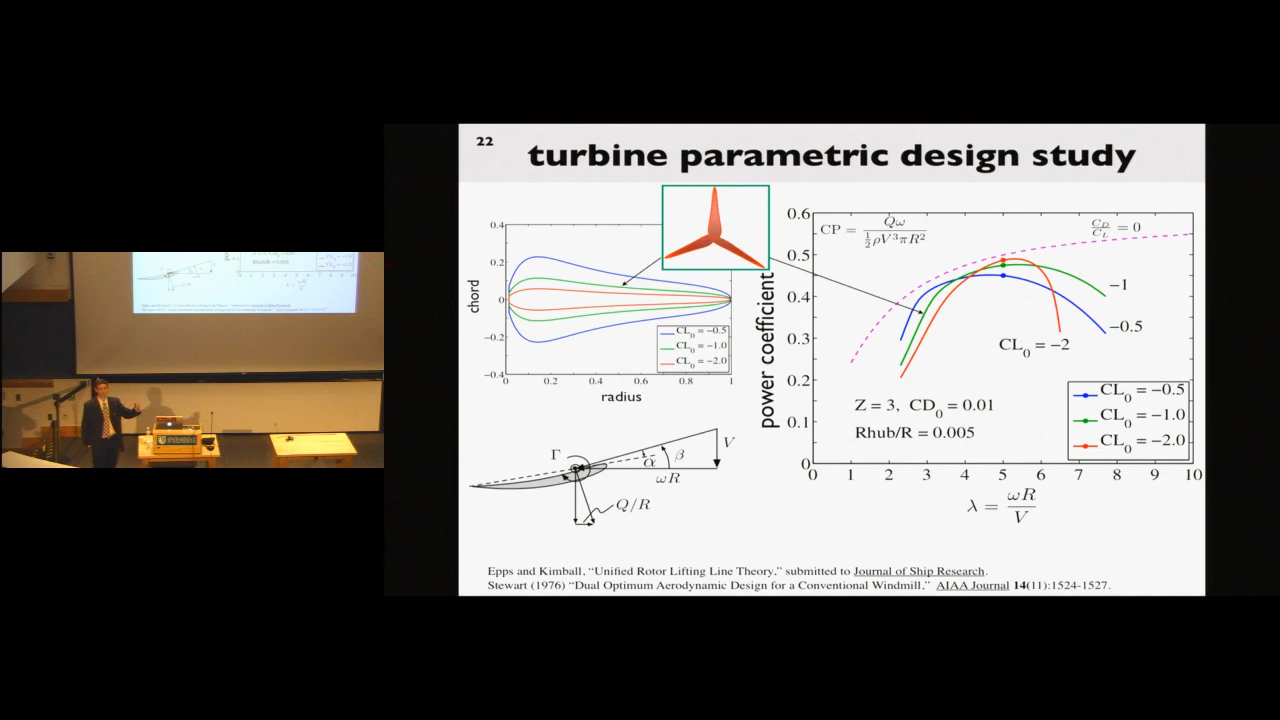 22
turbine parametric design study
0.4
0.2
0
−0.2
−0.4
chord
0 0.2 0.4 0.6 0.8 1
radius
CL₀ = −0.5
CL₀ = −1.0
CL₀ = −2.0
Γ
α
β
V
ωR
Q/R
0.6
0.5
0.4
0.3
0.2
0.1
0
power coefficient
CP = Qω / ½ρV³πR²
C_D / C_L = 0
−1
−0.5
CL₀ = −2
Z = 3, CD₀ = 0.01
Rhub/R = 0.005
CL₀ = −0.5
CL₀ = −1.0
CL₀ = −2.0
0 1 2 3 4 5 6 7 8 9 10
λ = ωR / V
Epps and Kimball, “Unified Rotor Lifting Line Theory,” submitted to Journal of Ship Research.
Stewart (1976) “Dual Optimum Aerodynamic Design for a Conventional Windmill,” AIAA Journal 14(11):1524-1527.